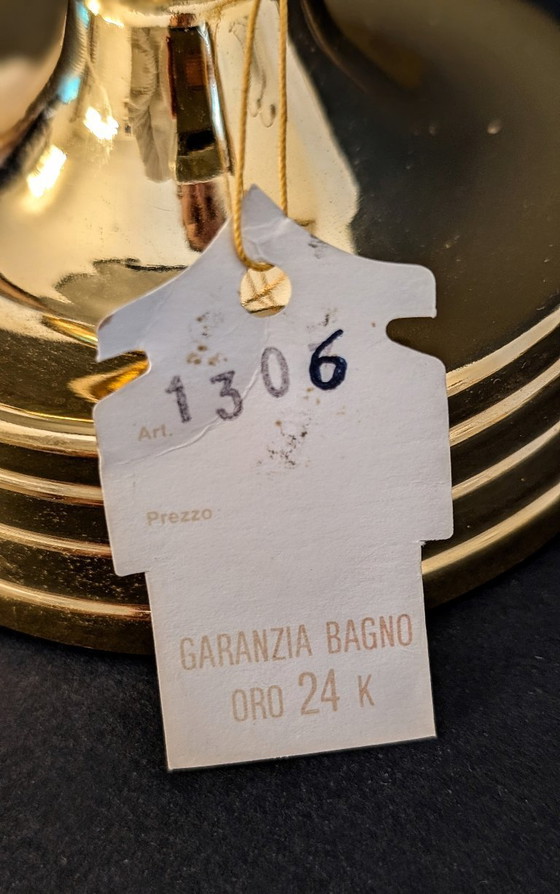 1306
Art.
Prezzo
GARANZIA BAGNO
ORO 24 K